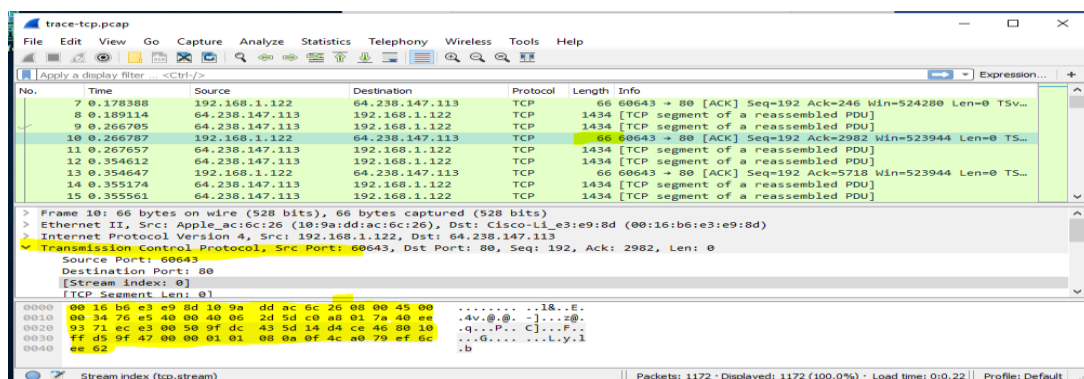 trace-tcp.pcap
File Edit View Go Capture Analyze Statistics Telephony Wireless Tools Help
Apply a display filter ... <Ctrl-/> Expression... +
No. Time Source Destination Protocol Length Info
7 0.178388 192.168.1.122 64.238.147.113 TCP 66 60643 → 80 [ACK] Seq=192 Ack=246 Win=524280 Len=0 TSv...
8 0.189114 64.238.147.113 192.168.1.122 TCP 1434 [TCP segment of a reassembled PDU]
9 0.266705 64.238.147.113 192.168.1.122 TCP 1434 [TCP segment of a reassembled PDU]
10 0.266787 192.168.1.122 64.238.147.113 TCP 66 60643 → 80 [ACK] Seq=192 Ack=2982 Win=523944 Len=0 TS...
11 0.267657 64.238.147.113 192.168.1.122 TCP 1434 [TCP segment of a reassembled PDU]
12 0.354612 64.238.147.113 192.168.1.122 TCP 1434 [TCP segment of a reassembled PDU]
13 0.354647 192.168.1.122 64.238.147.113 TCP 66 60643 → 80 [ACK] Seq=192 Ack=5718 Win=523944 Len=0 TS...
14 0.355174 64.238.147.113 192.168.1.122 TCP 1434 [TCP segment of a reassembled PDU]
15 0.355561 64.238.147.113 192.168.1.122 TCP 1434 [TCP segment of a reassembled PDU]
> Frame 10: 66 bytes on wire (528 bits), 66 bytes captured (528 bits)
> Ethernet II, Src: Apple_ac:6c:26 (10:9a:dd:ac:6c:26), Dst: Cisco-Li_e3:e9:8d (00:16:b6:e3:e9:8d)
> Internet Protocol Version 4, Src: 192.168.1.122, Dst: 64.238.147.113
Transmission Control Protocol, Src Port: 60643, Dst Port: 80, Seq: 192, Ack: 2982, Len: 0
Source Port: 60643
Destination Port: 80
[Stream index: 0]
[TCP Segment Len: 0]
0000 00 16 b6 e3 e9 8d 10 9a dd ac 6c 26 08 00 45 00 ........ ..l&..E.
0010 00 34 76 e5 40 00 40 06 2d 5d c0 a8 01 7a 40 ee .4v.@.@. -]...z@.
0020 93 71 ec e3 00 50 9f dc 43 5d 14 d4 ce 46 80 10 .q...P.. C]...F..
0030 ff d5 9f 47 00 00 01 01 08 0a 0f 4c a0 79 ef 6c ...G.... ...L.y.l
0040 ee 62 .b
Stream index (tcp.stream) Packets: 1172 · Displayed: 1172 (100.0%) · Load time: 0:0.22 Profile: Default